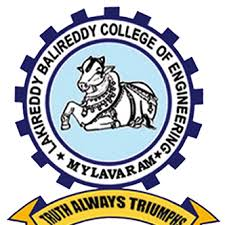 LAKIREDDY BALIREDDY COLLEGE OF ENGINEERING
* MYLAVARAM *
TRUTH ALWAYS TRIUMPHS